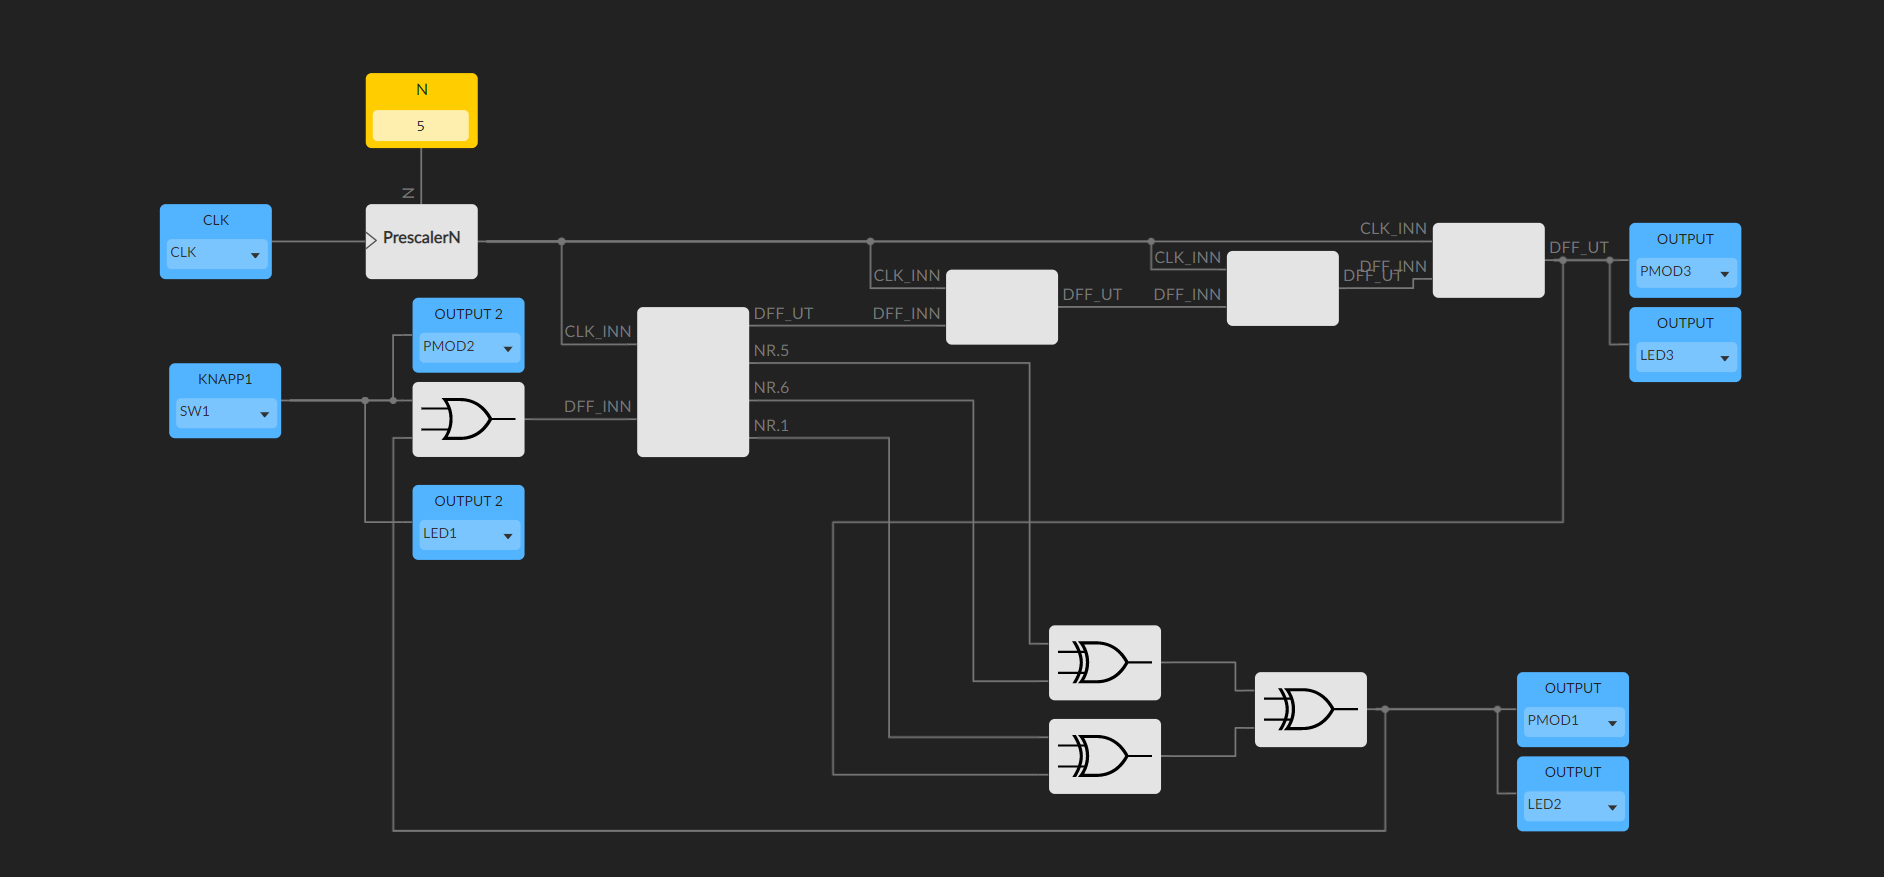 N
5
N
CLK
CLK
PrescalerN
CLK_INN
OUTPUT
PMOD3
DFF_UT
CLK_INN
DFF_INN
DFF_UT
CLK_INN
DFF_UT
DFF_INN
OUTPUT 2
PMOD2
DFF_UT
DFF_INN
OUTPUT
LED3
CLK_INN
NR.5
KNAPP1
SW1
NR.6
DFF_INN
NR.1
OUTPUT 2
LED1
OUTPUT
PMOD1
OUTPUT
LED2